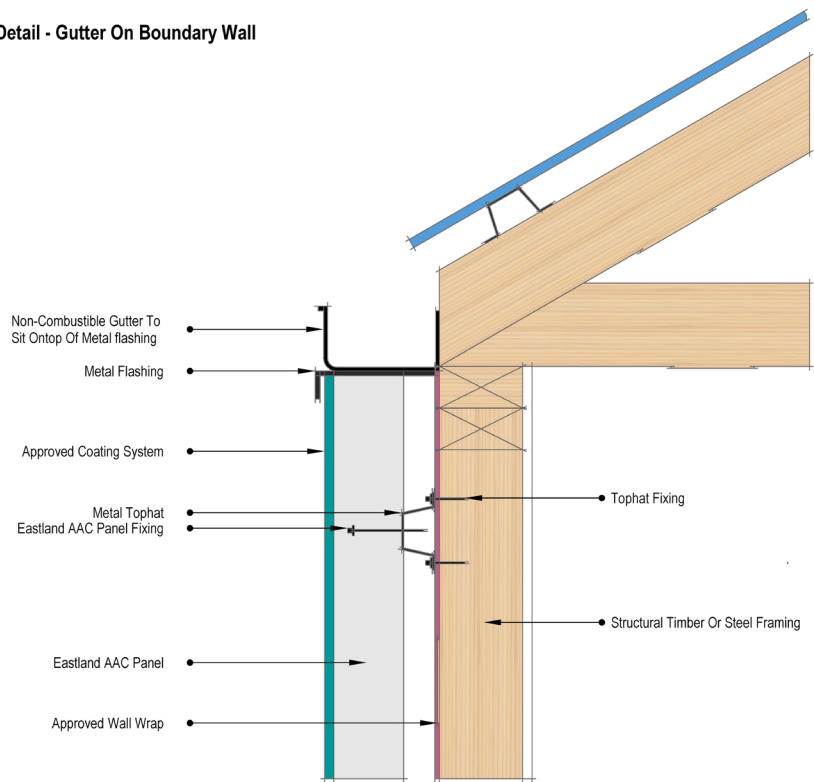 Detail - Gutter On Boundary Wall
Non-Combustible Gutter To
Sit Ontop Of Metal flashing
Metal Flashing
Approved Coating System
Metal Tophat
Eastland AAC Panel Fixing
Tophat Fixing
Structural Timber Or Steel Framing
Eastland AAC Panel
Approved Wall Wrap